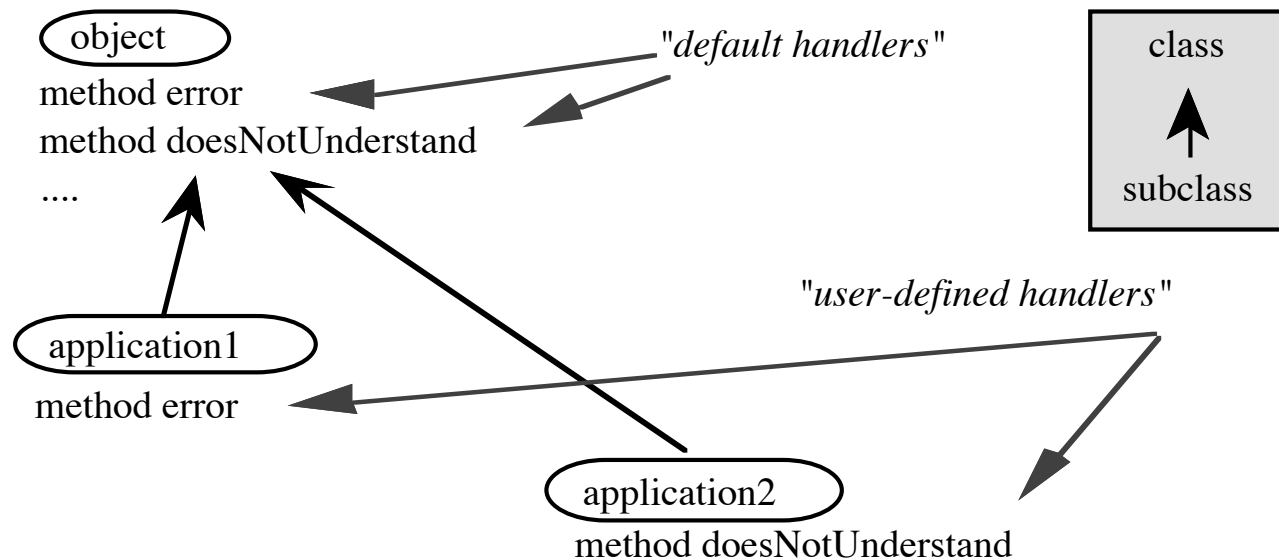 object
"default handlers"
class
method error
method doesNotUnderstand
....
subclass
"user-defined handlers"
application1
method error
application2
method doesNotUnderstand